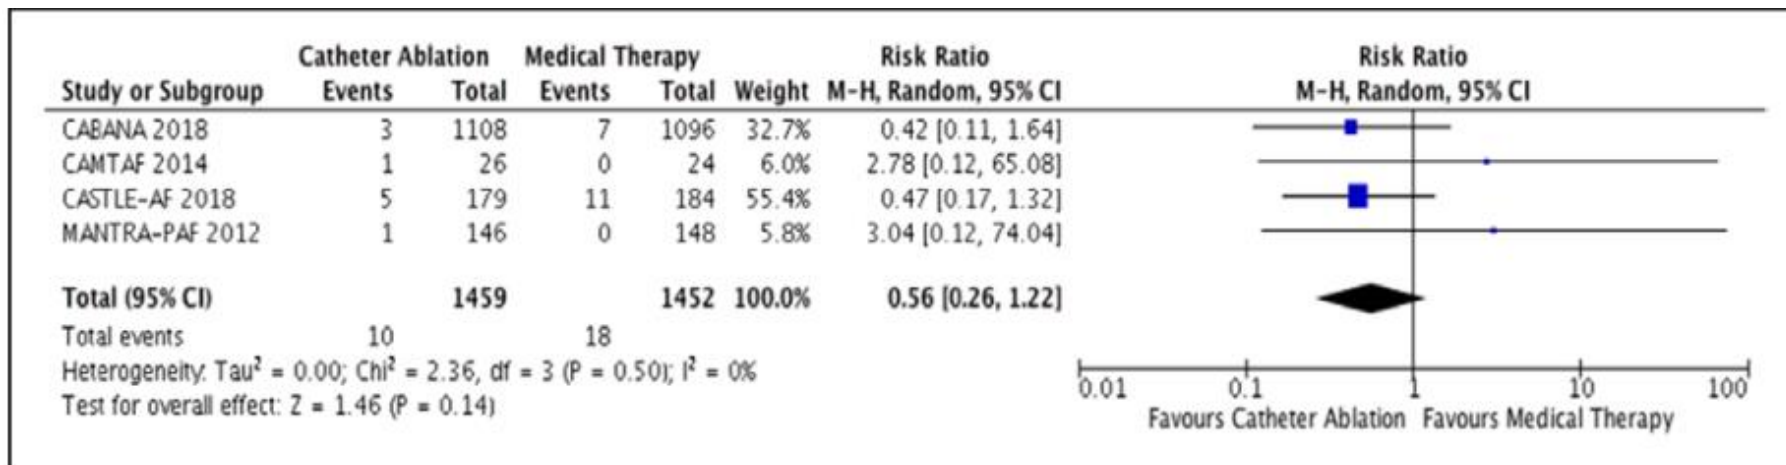 Catheter Ablation Medical Therapy Risk Ratio Risk Ratio
Study or Subgroup Events Total Events Total Weight M-H, Random, 95% CI M-H, Random, 95% CI
CABANA 2018 3 1108 7 1096 32.7% 0.42 [0.11, 1.64]
CAMTAF 2014 1 26 0 24 6.0% 2.78 [0.12, 65.08]
CASTLE-AF 2018 5 179 11 184 55.4% 0.47 [0.17, 1.32]
MANTRA-PAF 2012 1 146 0 148 5.8% 3.04 [0.12, 74.04]
Total (95% CI) 1459 1452 100.0% 0.56 [0.26, 1.22]
Total events 10 18
Heterogeneity: Tau² = 0.00; Chi² = 2.36, df = 3 (P = 0.50); I² = 0%
Test for overall effect: Z = 1.46 (P = 0.14)
0.01 0.1 1 10 100
Favours Catheter Ablation Favours Medical Therapy